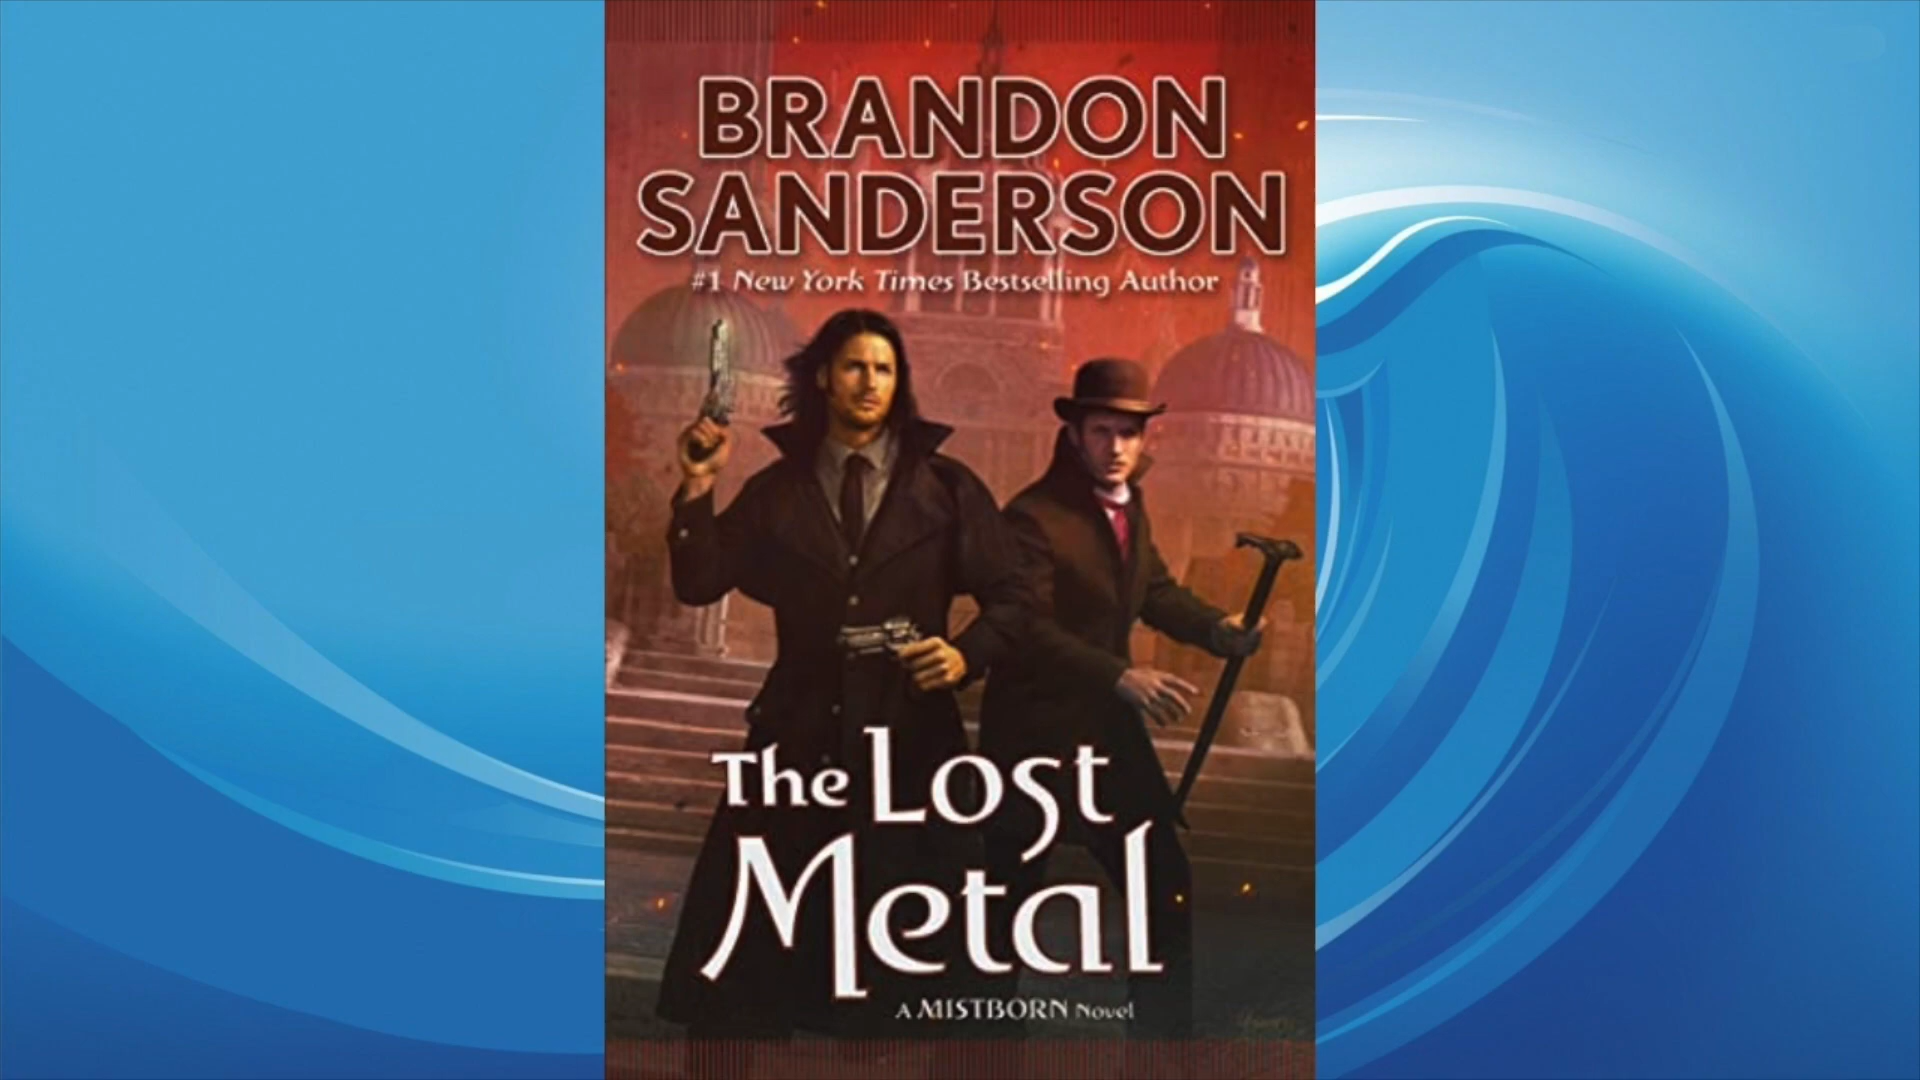 BRANDON
SANDERSON
#1 New York Times Bestselling Author
The Lost
Metal
A MISTBORN Novel